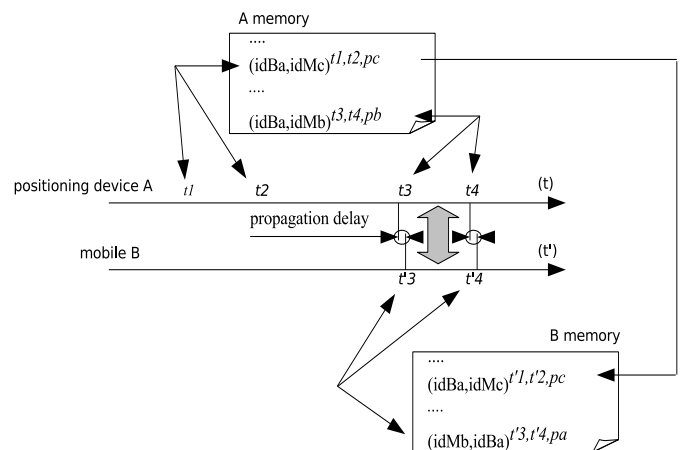 A memory
....
(idBa,idMc)t1,t2,pc
....
(idBa,idMb)t3,t4,pb
positioning device A
t1
t2
t3
t4
(t)
propagation delay
mobile B
(t')
t'3
t'4
B memory
....
(idBa,idMc)t'1,t'2,pc
....
(idMb,idBa)t'3,t'4,pa